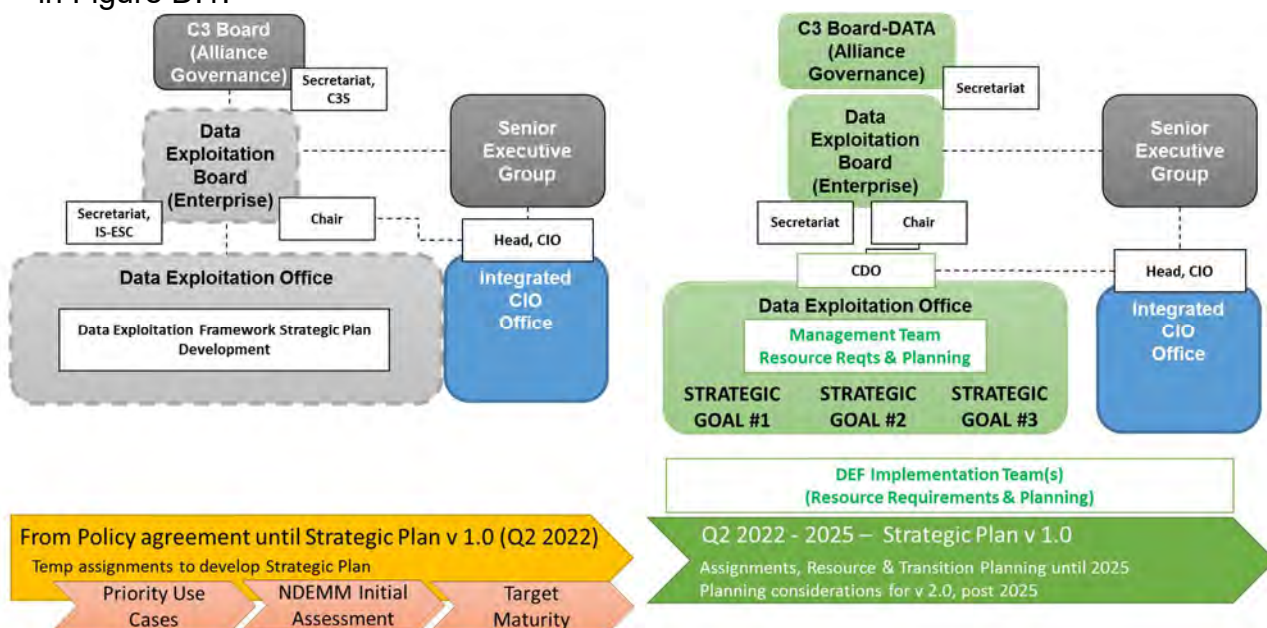 C3 Board
(Alliance
Governance)
Secretariat,
C3S
Data
Exploitation
Board
(Enterprise)
Senior
Executive
Group
Secretariat,
IS-ESC
Chair
Head, CIO
Data Exploitation Office
Data Exploitation Framework Strategic Plan
Development
Integrated
CIO
Office
From Policy agreement until Strategic Plan v 1.0 (Q2 2022)
Temp assignments to develop Strategic Plan
Priority Use
Cases
NDEMM Initial
Assessment
Target
Maturity
C3 Board-DATA
(Alliance
Governance)
Secretariat
Data
Exploitation
Board
(Enterprise)
Senior
Executive
Group
Secretariat
Chair
CDO
Head, CIO
Data Exploitation Office
Management Team
Resource Reqts & Planning
STRATEGIC
GOAL #1
STRATEGIC
GOAL #2
STRATEGIC
GOAL #3
Integrated
CIO
Office
DEF Implementation Team(s)
(Resource Requirements & Planning)
Q2 2022 - 2025 – Strategic Plan v 1.0
Assignments, Resource & Transition Planning until 2025
Planning considerations for v 2.0, post 2025